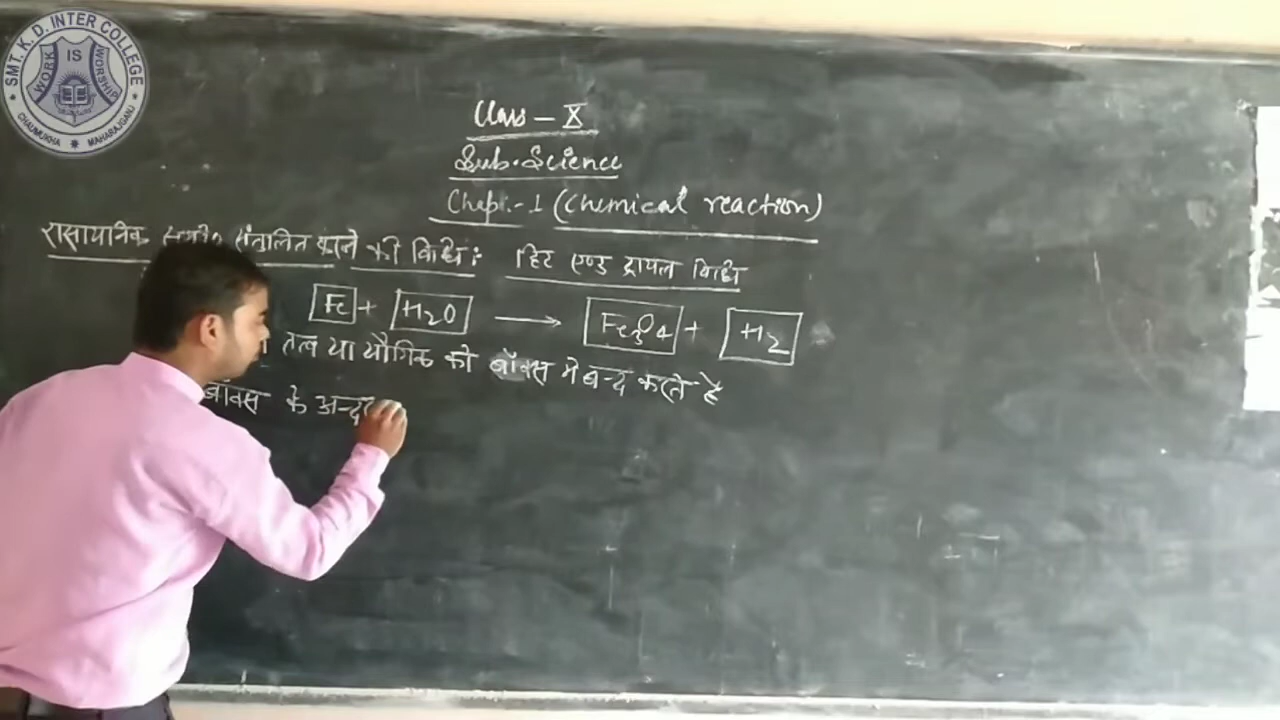 SMT. K. D. INTER COLLEGE
WORK IS WORSHIP
CHAUMUKHA MAHARAJGANJ
Class - X
Sub. Science
Chapt.-1 (Chemical reaction)
रासायनिक संतुलित करने की विधि: हिट एण्ड ट्रायल विधि
Fe + H₂O → Fe₃O₄ + H₂
तत्व या यौगिक को बॉक्स में बन्द करते है
बॉक्स के अन्दर